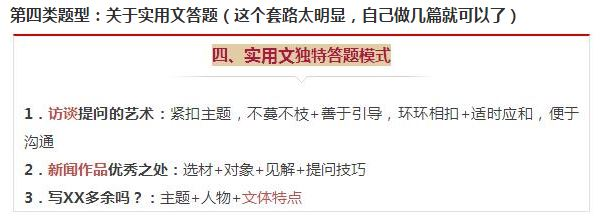 第四类题型：关于实用文答题（这个套路太明显，自己做几篇就可以了）
四、实用文独特答题模式
1．访谈提问的艺术：紧扣主题，不蔓不枝+善于引导，环环相扣+适时应和，便于
沟通
2．新闻作品优秀之处：选材+对象+见解+提问技巧
3．写XX多余吗？：主题+人物+文体特点